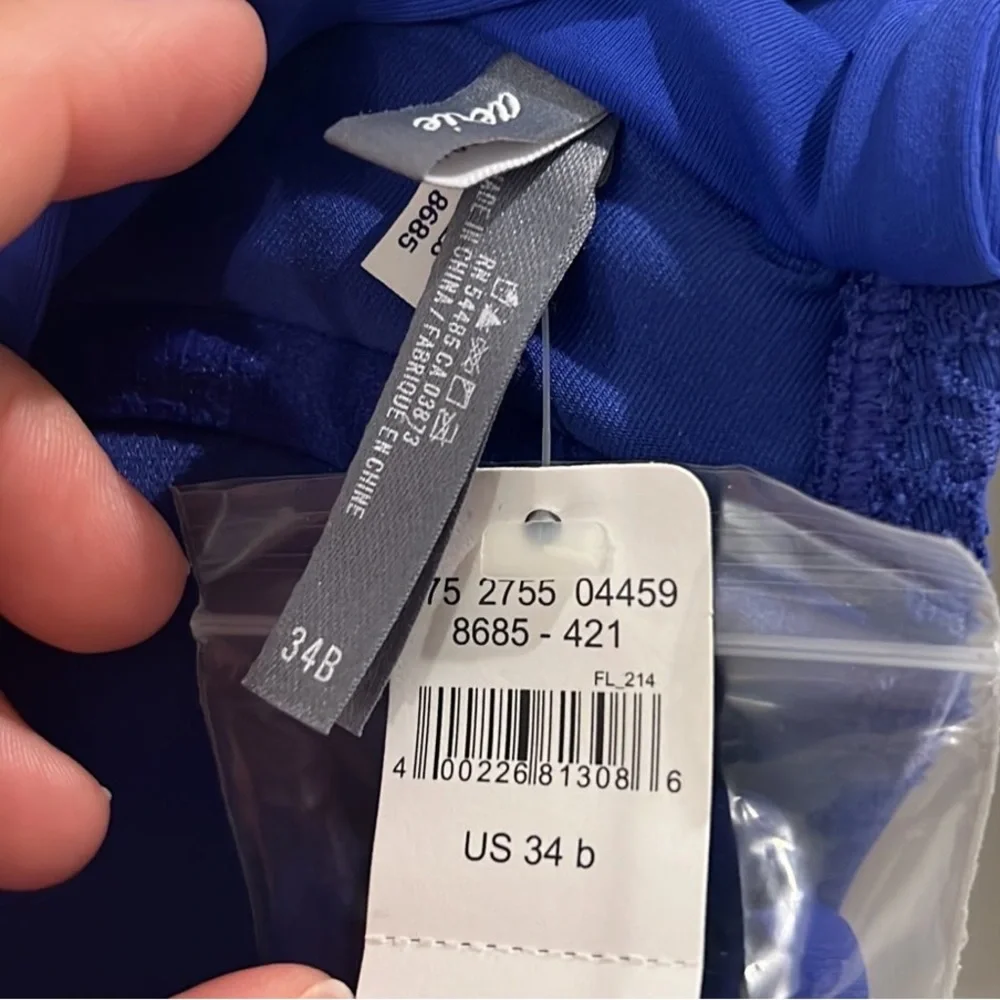 aerie
8685
MADE IN CHINA / FABRIQUÉ EN CHINE
RN 54485 CA 03873
34B
75 2755 04459
8685 - 421
FL_214
4 00226 81308 6
US 34 b